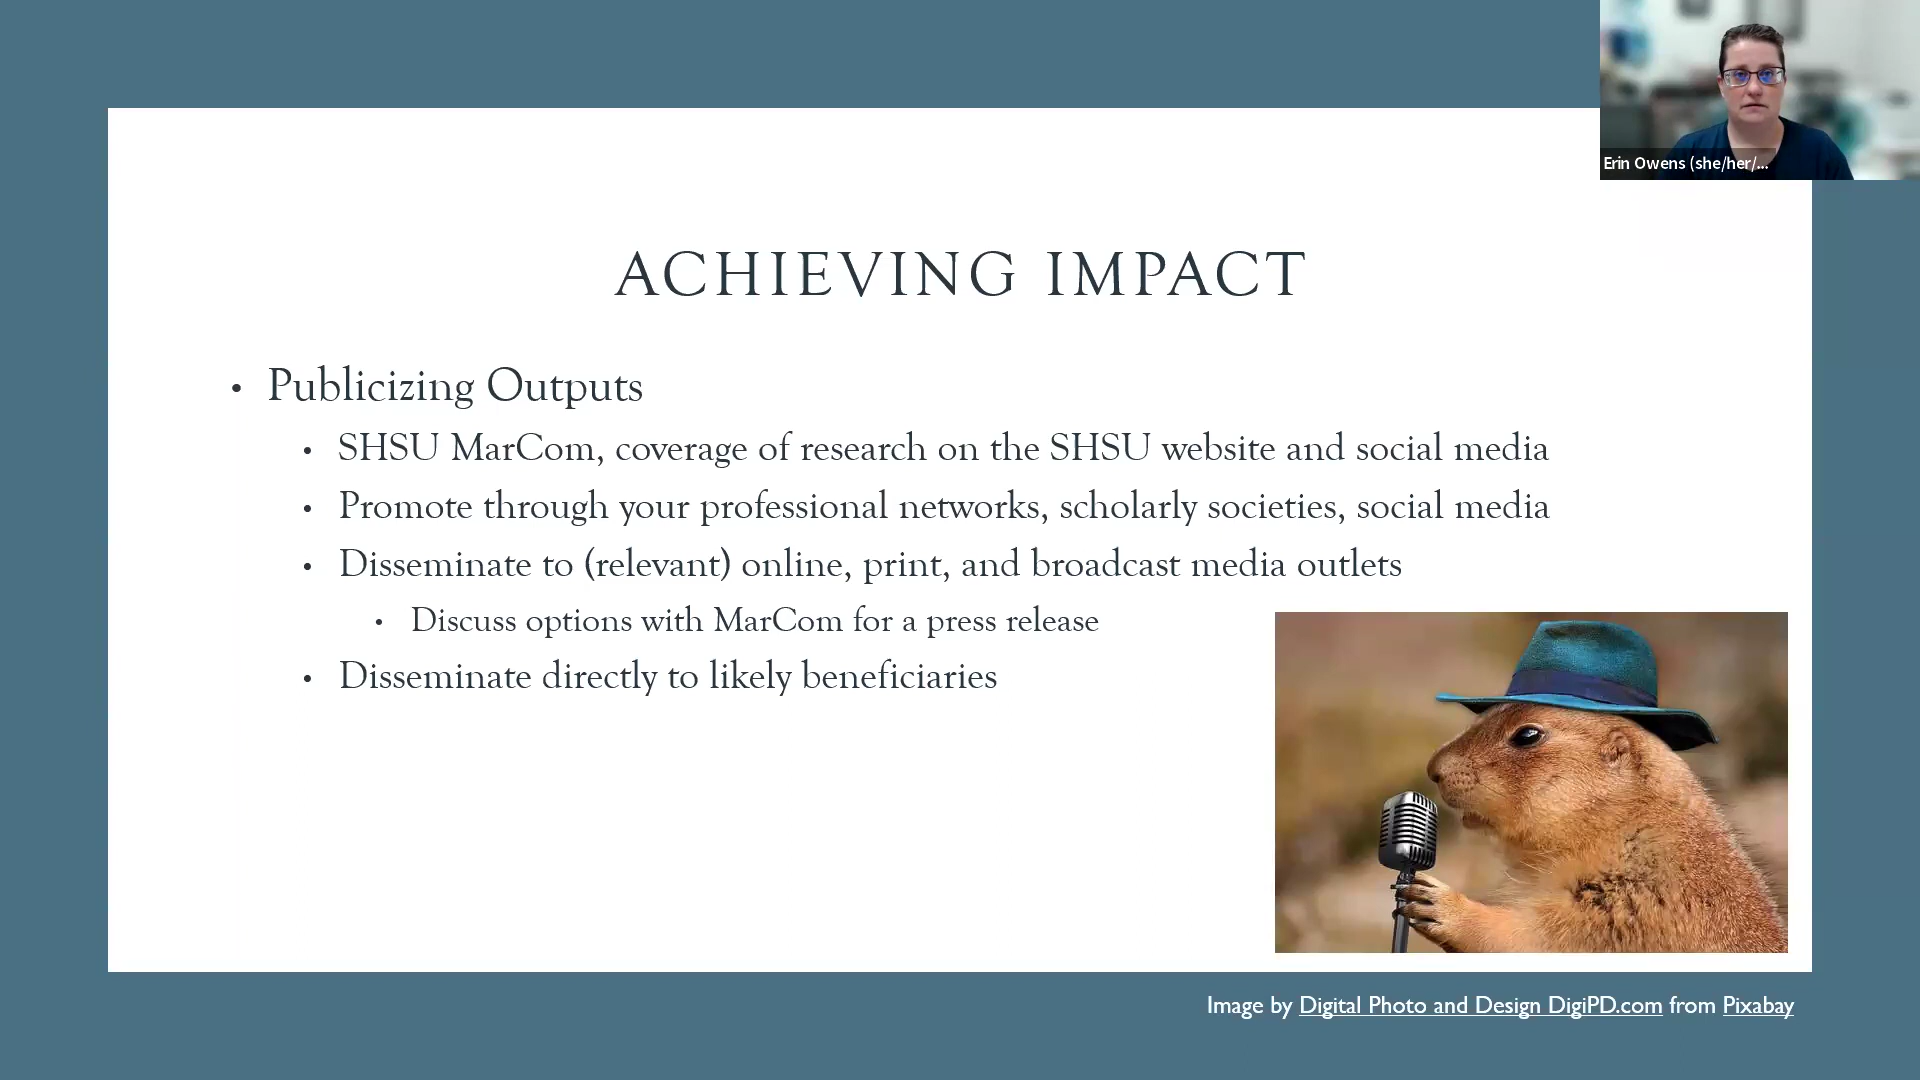 Erin Owens (she/her/...
ACHIEVING IMPACT
• Publicizing Outputs
• SHSU MarCom, coverage of research on the SHSU website and social media
• Promote through your professional networks, scholarly societies, social media
• Disseminate to (relevant) online, print, and broadcast media outlets
• Discuss options with MarCom for a press release
• Disseminate directly to likely beneficiaries
Image by Digital Photo and Design DigiPD.com from Pixabay